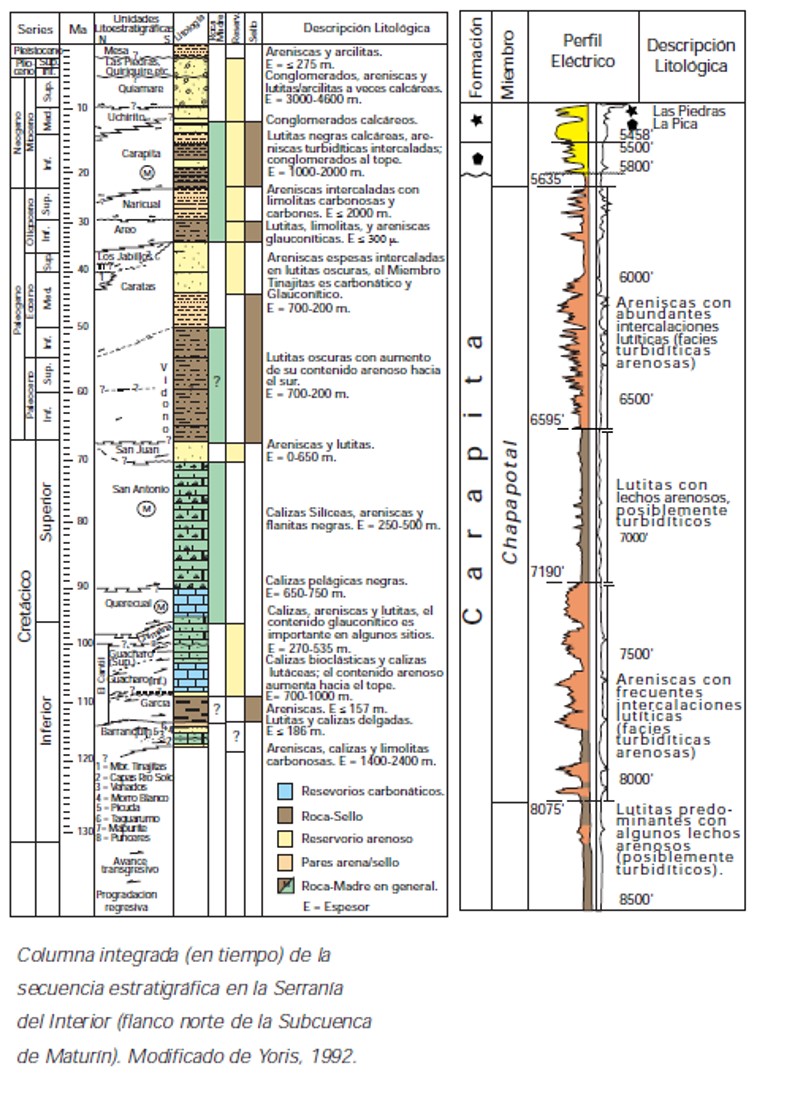 Series
Ma
Unidades
Litoestratigráficas
N S
Litología
Roca Madre
Reserv.
Sello
Descripción Litológica
Pleistoceno
Plio-
ceno
Sup.
Inf.
Neogeno
Mioceno
Sup.
Med
Inf.
Paleogeno
Oligoceno
Sup.
Inf.
Eoceno
Sup
Med.
Inf.
Paleoceno
Sup.
Inf.
Cretácico
Superior
Inferior
10
20
30
40
50
60
70
80
90
100
110
120
130
Mesa
Las Piedras,
Quiriquire etc.
Quiamare
Uchirito
Carapita
M
Naricual
Areo
Los Jabillos
Caratas
Vidono
San Juan
San Antonio
M
Querecual M
Chimana
Guácharo
(Sup.)
El Cantil
Guácharo(Inf.)
García
Barranquín
1 - Mbr. Tinajitas
2 - Capas Río Solo
3 - Venados
4 - Morro Blanco
5 - Picuda
6 - Taguarumo
7- Mapurite
8 - Punceres
Avance
transgresivo
Progradacion
regresiva
?
?
?
Areniscas y arcilitas.
E = ≤ 275 m.
Conglomerados, areniscas y
lutitas/arcilitas a veces calcáreas.
E = 3000-4600 m.
Conglomerados calcáreos.
Lutitas negras calcáreas, are-
niscas turbidíticas intercaladas;
conglomerados al tope.
E = 1000-2000 m.
Areniscas intercaladas con
limolitas carbonosas y
carbones. E ≤ 2000 m.
Lutitas, limolitas, y areniscas
glauconíticas. E ≤ 300 μ.
Areniscas espesas intercaladas
en lutitas oscuras, el Miembro
Tinajitas es carbonático y
Glauconítico.
E = 700-200 m.
Lutitas oscuras con aumento
de su contenido arenoso hacia
el sur.
E = 700-200 m.
Areniscas y lutitas.
E = 0-650 m.
Calizas Silíceas, areniscas y
flanitas negras. E = 250-500 m.
Calizas pelágicas negras.
E= 650-750 m.
Calizas, areniscas y lutitas, el
contenido glauconítico es
importante en algunos sitios.
E = 270-535 m.
Calizas bioclásticas y calizas
lutáceas; el contenido arenoso
aumenta hacia el tope.
E= 700-1000 m.
Areniscas. E ≤ 157 m.
Lutitas y calizas delgadas.
E ≤ 186 m.
Areniscas, calizas y limolitas
carbonosas. E = 1400-2400 m.
Resevorios carbonáticos.
Roca-Sello
Reservorio arenoso
Pares arena/sello
Roca-Madre en general.
E = Espesor
Formación
Miembro
Perfil
Eléctrico
Descripción
Litológica
Carapita
Chapapotal
Las Piedras
La Pica
5458'
5500'
5800'
5635'
6000'
Areniscas con
abundantes
intercalaciones
lutíticas (facies
turbidíticas
arenosas)
6500'
6595'
Lutitas con
lechos arenosos,
posiblemente
turbidíticos
7000'
7190'
7500'
Areniscas con
frecuentes
intercalaciones
lutíticas
(facies
turbidíticas
arenosas)
8000'
8075'
Lutitas predo-
minantes con
algunos lechos
arenosos
(posiblemente
turbidíticos).
8500'
Columna integrada (en tiempo) de la
secuencia estratigráfica en la Serranía
del Interior (flanco norte de la Subcuenca
de Maturín). Modificado de Yoris, 1992.